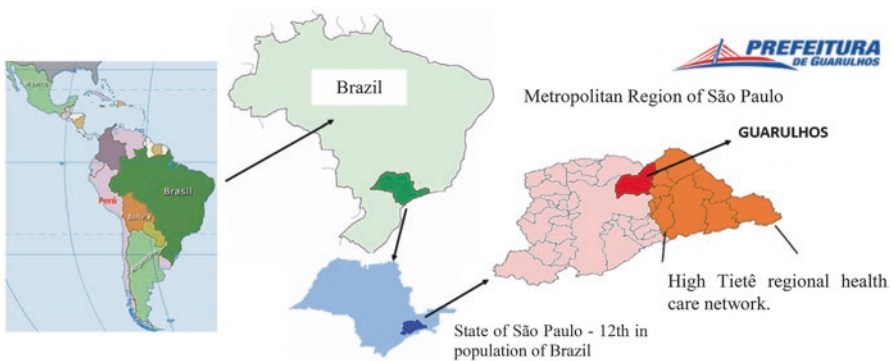 PREFEITURA
DE GUARULHOS
Brazil
Metropolitan Region of São Paulo
GUARULHOS
México
Brasil
Perú
Bolivia
High Tietê regional health
care network.
State of São Paulo - 12th in
population of Brazil